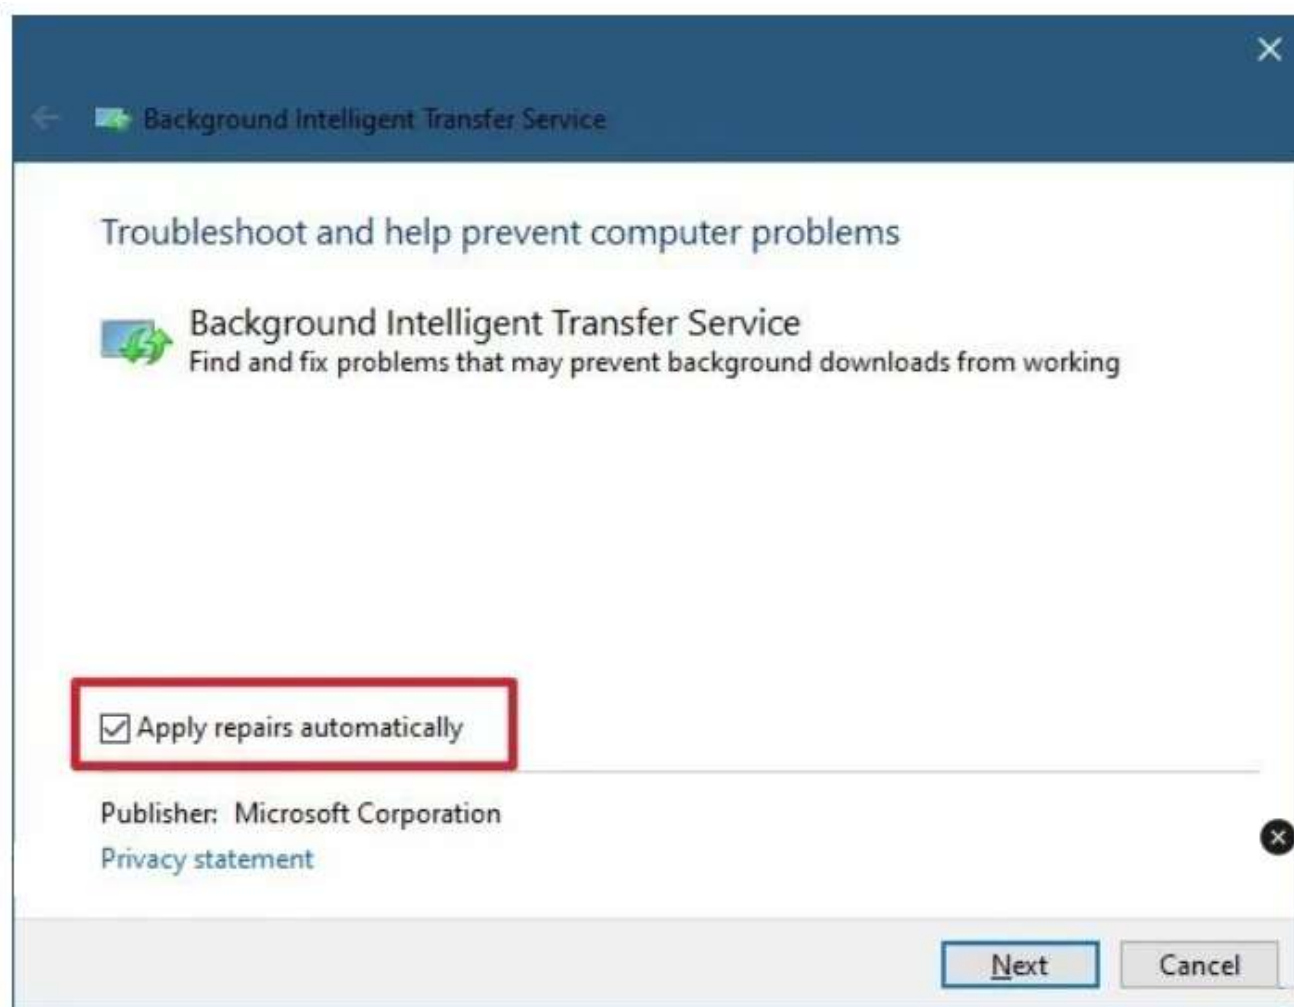 Background Intelligent Transfer Service
Troubleshoot and help prevent computer problems
Background Intelligent Transfer Service
Find and fix problems that may prevent background downloads from working
Apply repairs automatically
Publisher: Microsoft Corporation
Privacy statement
Next Cancel